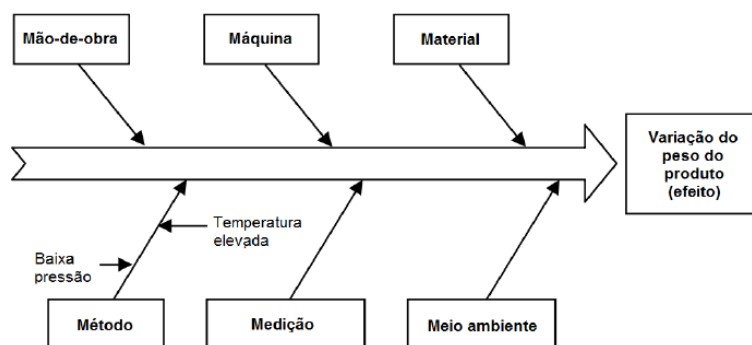 Mão-de-obra
Máquina
Material
Variação do
peso do
produto
(efeito)
Temperatura
elevada
Baixa
pressão
Método
Medição
Meio ambiente